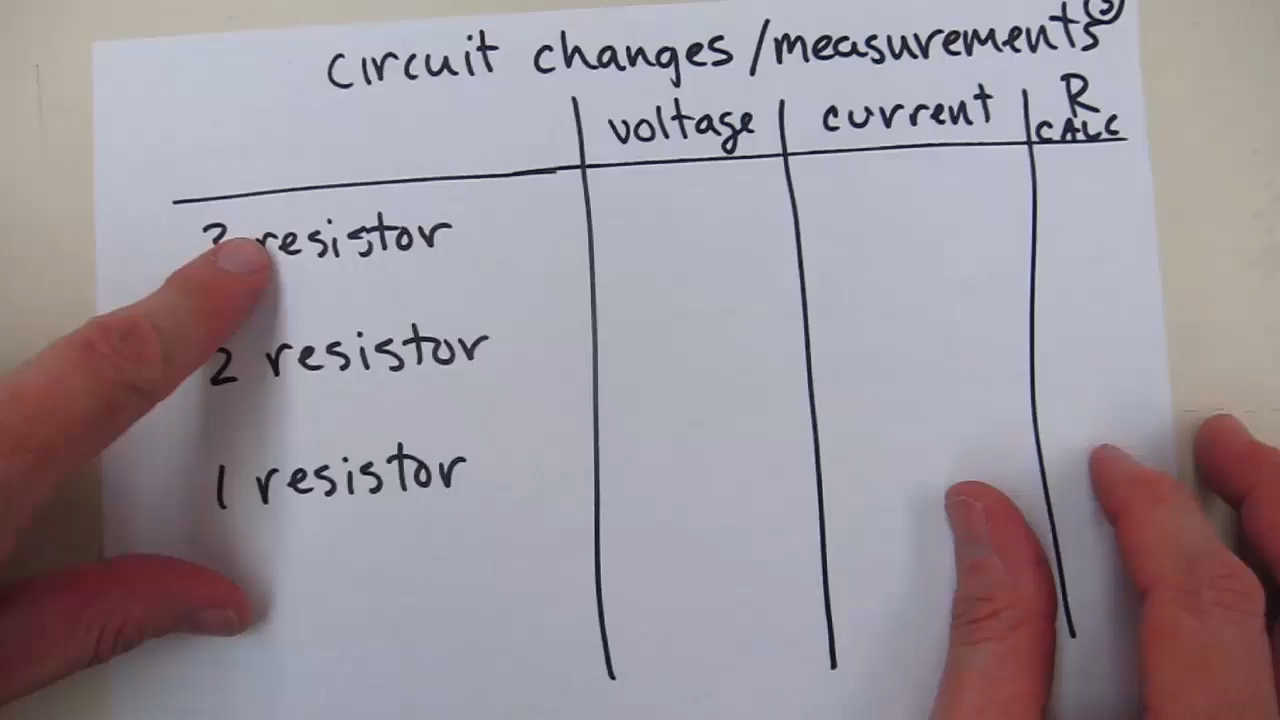 circuit changes/measurements
voltage current R
CALC
resistor
2 resistor
1 resistor